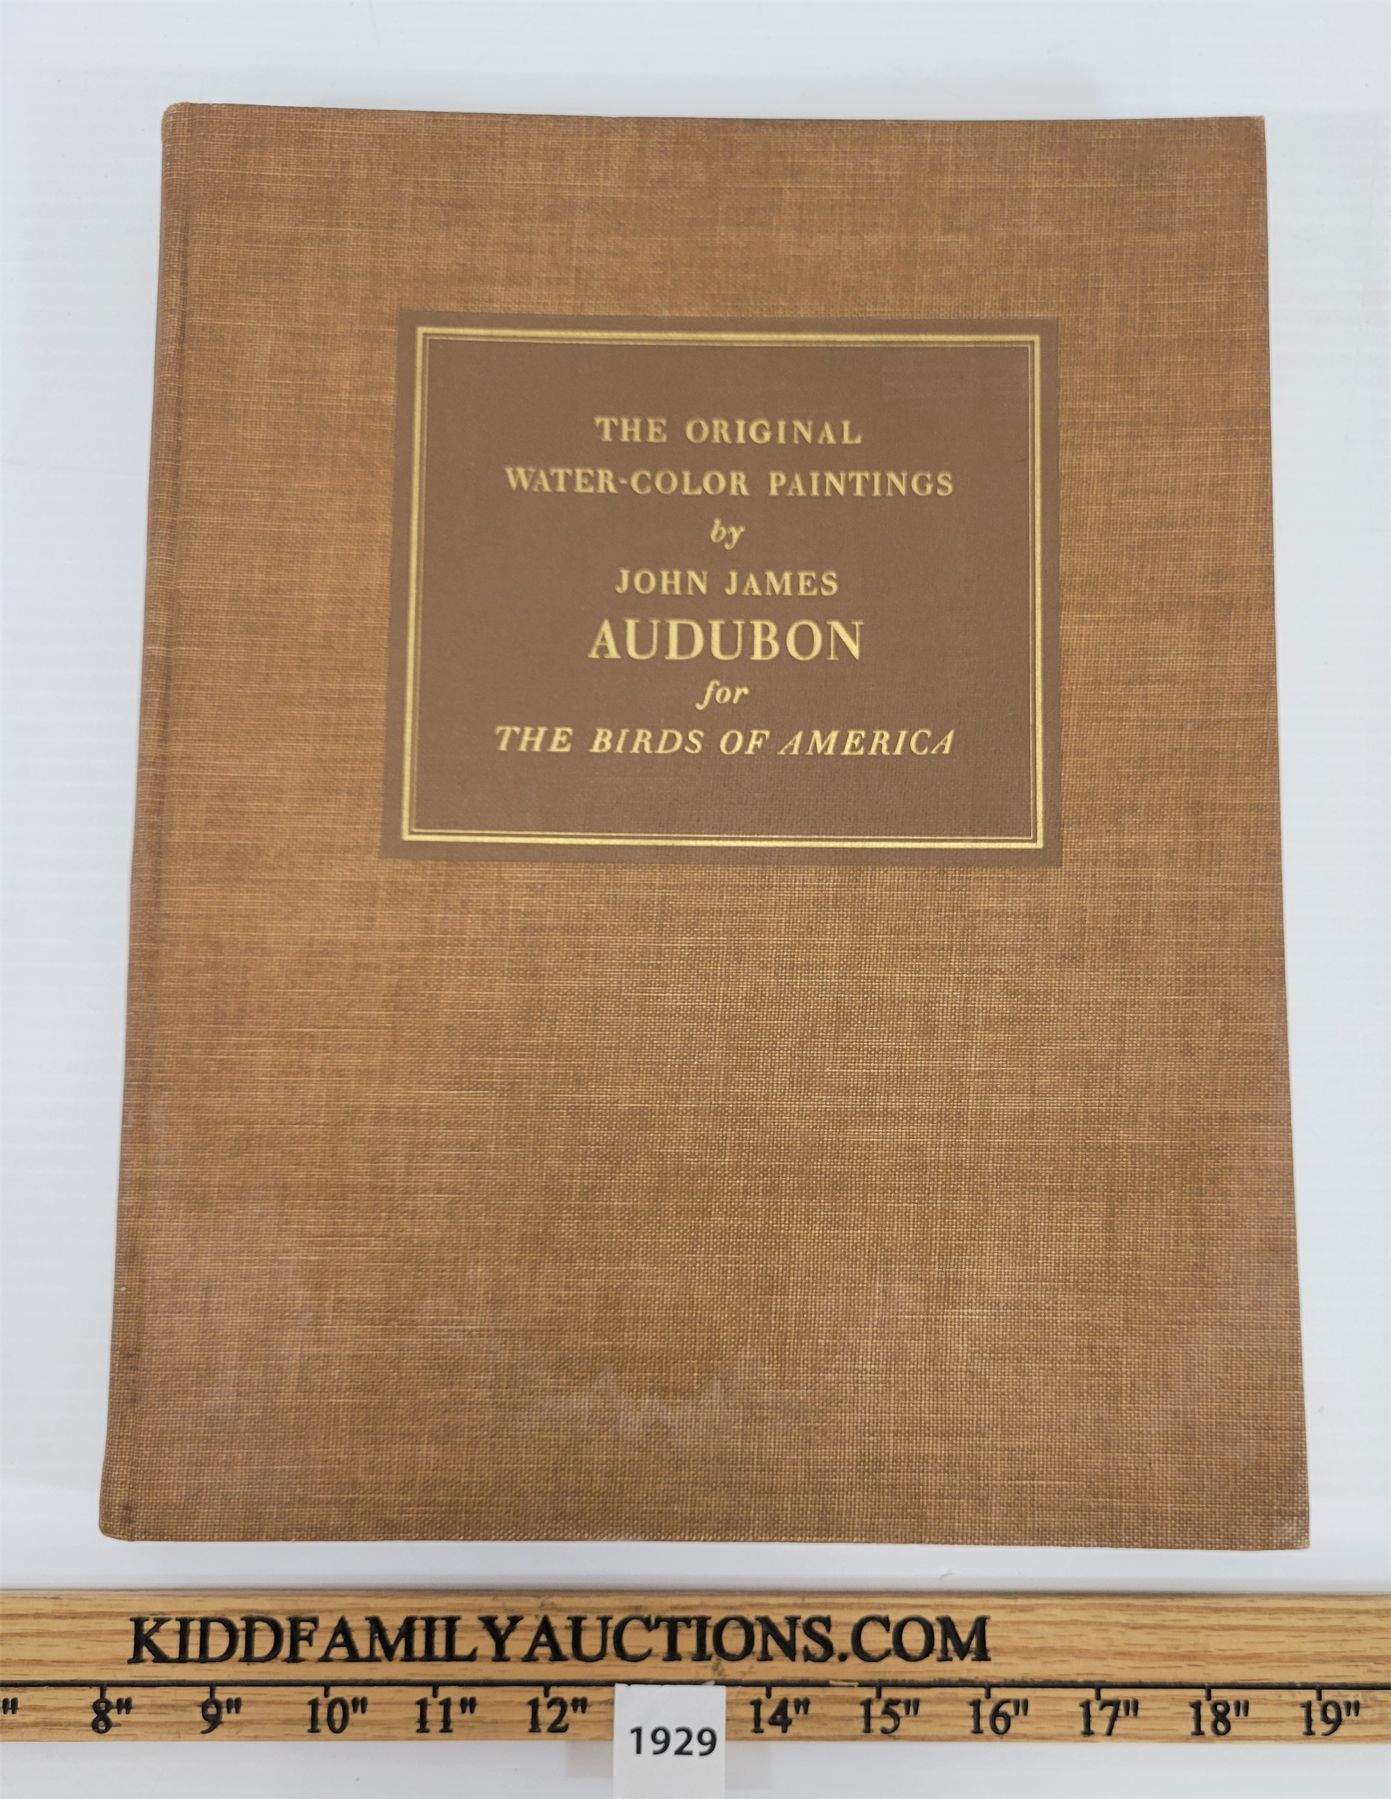 THE ORIGINAL
WATER-COLOR PAINTINGS
by
JOHN JAMES
AUDUBON
for
THE BIRDS OF AMERICA
KIDDFAMILYAUCTIONS.COM
" 8" 9" 10" 11" 12" 14" 15" 16" 17" 18" 19"
1929